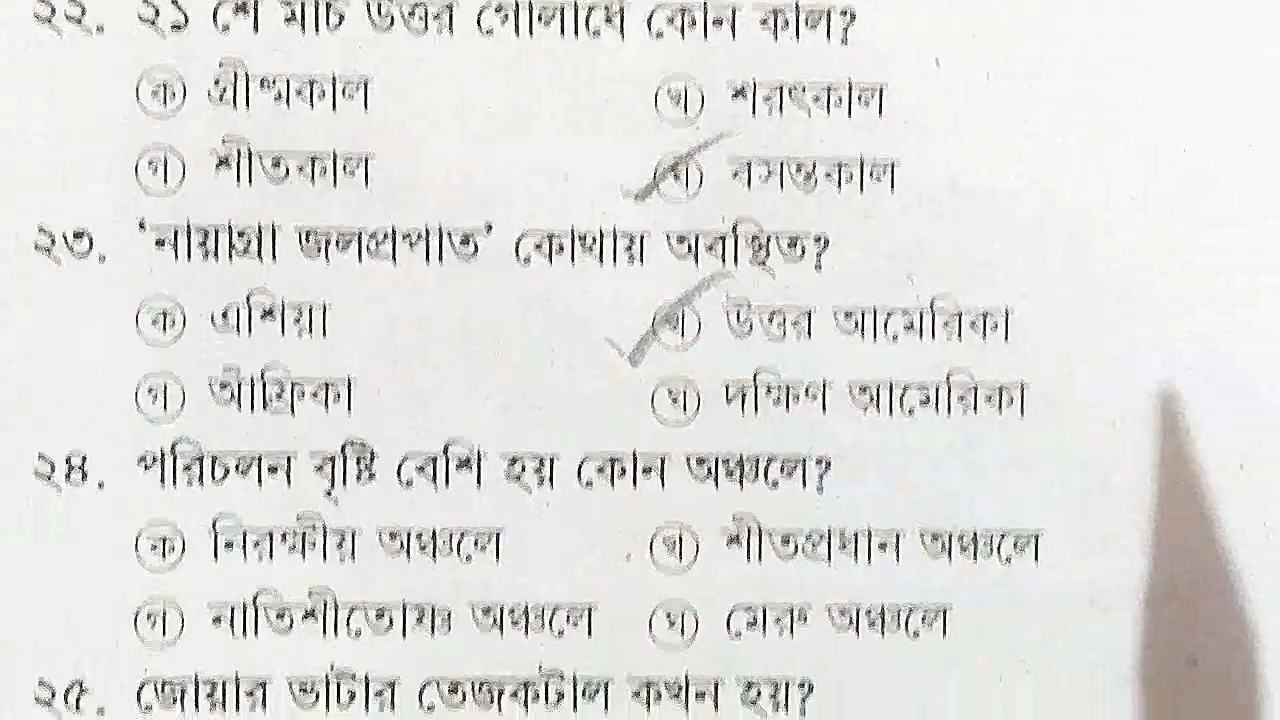 ২২. ২১ শে মার্চ উত্তর গোলার্ধে কোন কাল?
ক গ্রীষ্মকাল খ শরৎকাল
গ শীতকাল ঘ বসন্তকাল
২৩. ‘নায়াগ্রা জলপ্রপাত’ কোথায় অবস্থিত?
ক এশিয়া খ উত্তর আমেরিকা
গ আফ্রিকা ঘ দক্ষিণ আমেরিকা
২৪. পরিচলন বৃষ্টি বেশি হয় কোন অঞ্চলে?
ক নিরক্ষীয় অঞ্চলে খ শীতপ্রধান অঞ্চলে
গ নাতিশীতোষ্ণ অঞ্চলে ঘ মেরু অঞ্চলে
২৫. জোয়ার ভাটার তেজকটাল কখন হয়?